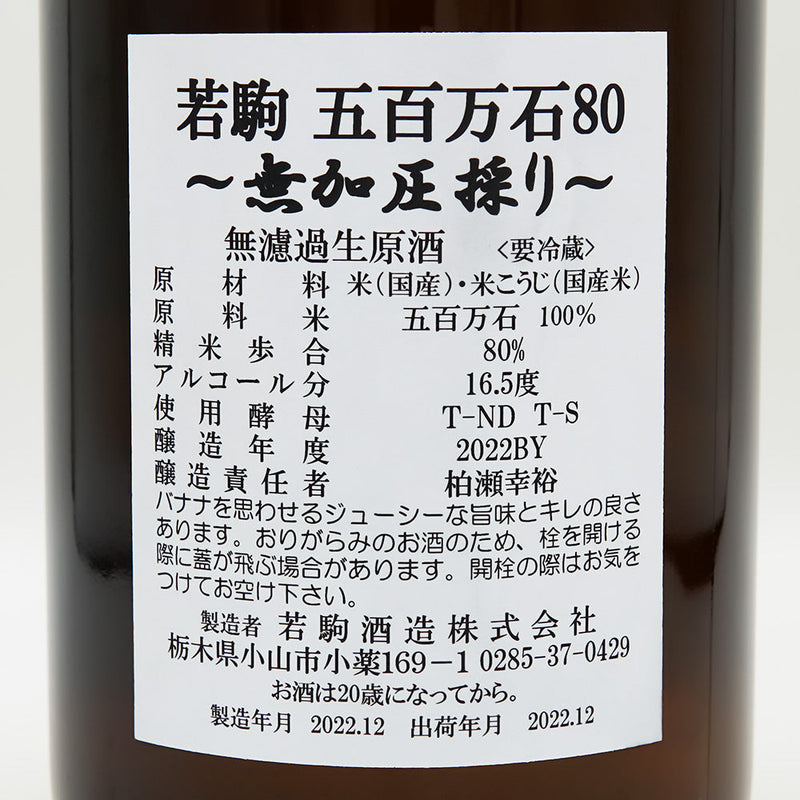 若駒 五百万石80
～無加圧採り～
無濾過生原酒 〈要冷蔵〉
原材料 米(国産)・米こうじ(国産米)
原料米 五百万石 100%
精米歩合 80%
アルコール分 16.5度
使用酵母 T-ND T-S
醸造年度 2022BY
醸造責任者 柏瀬幸裕
バナナを思わせるジューシーな旨味とキレの良さ
あります。おりがらみのお酒のため、栓を開ける
際に蓋が飛ぶ場合があります。開栓の際はお気を
つけてお空け下さい。
製造者 若駒酒造株式会社
栃木県小山市小薬169－1 0285-37-0429
お酒は20歳になってから。
製造年月 2022.12 出荷年月 2022.12